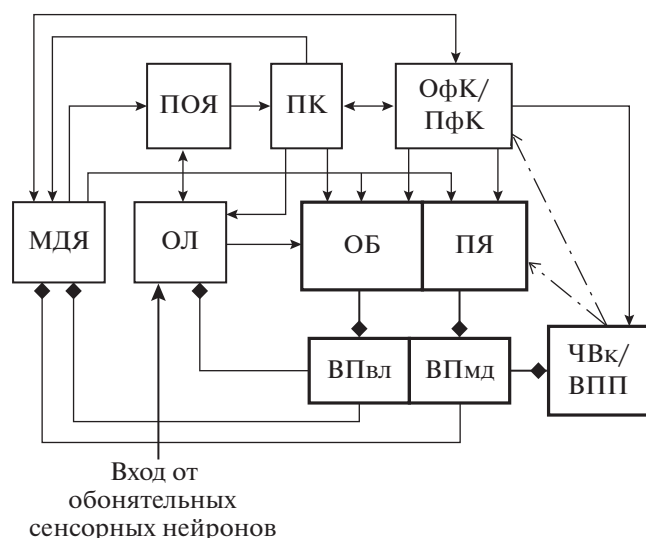 ПОЯ
ПК
ОфК/
ПфК
МДЯ
ОЛ
ОБ
ПЯ
ВПвл
ВПмд
ЧВк/
ВПП
Вход от
обонятельных
сенсорных нейронов